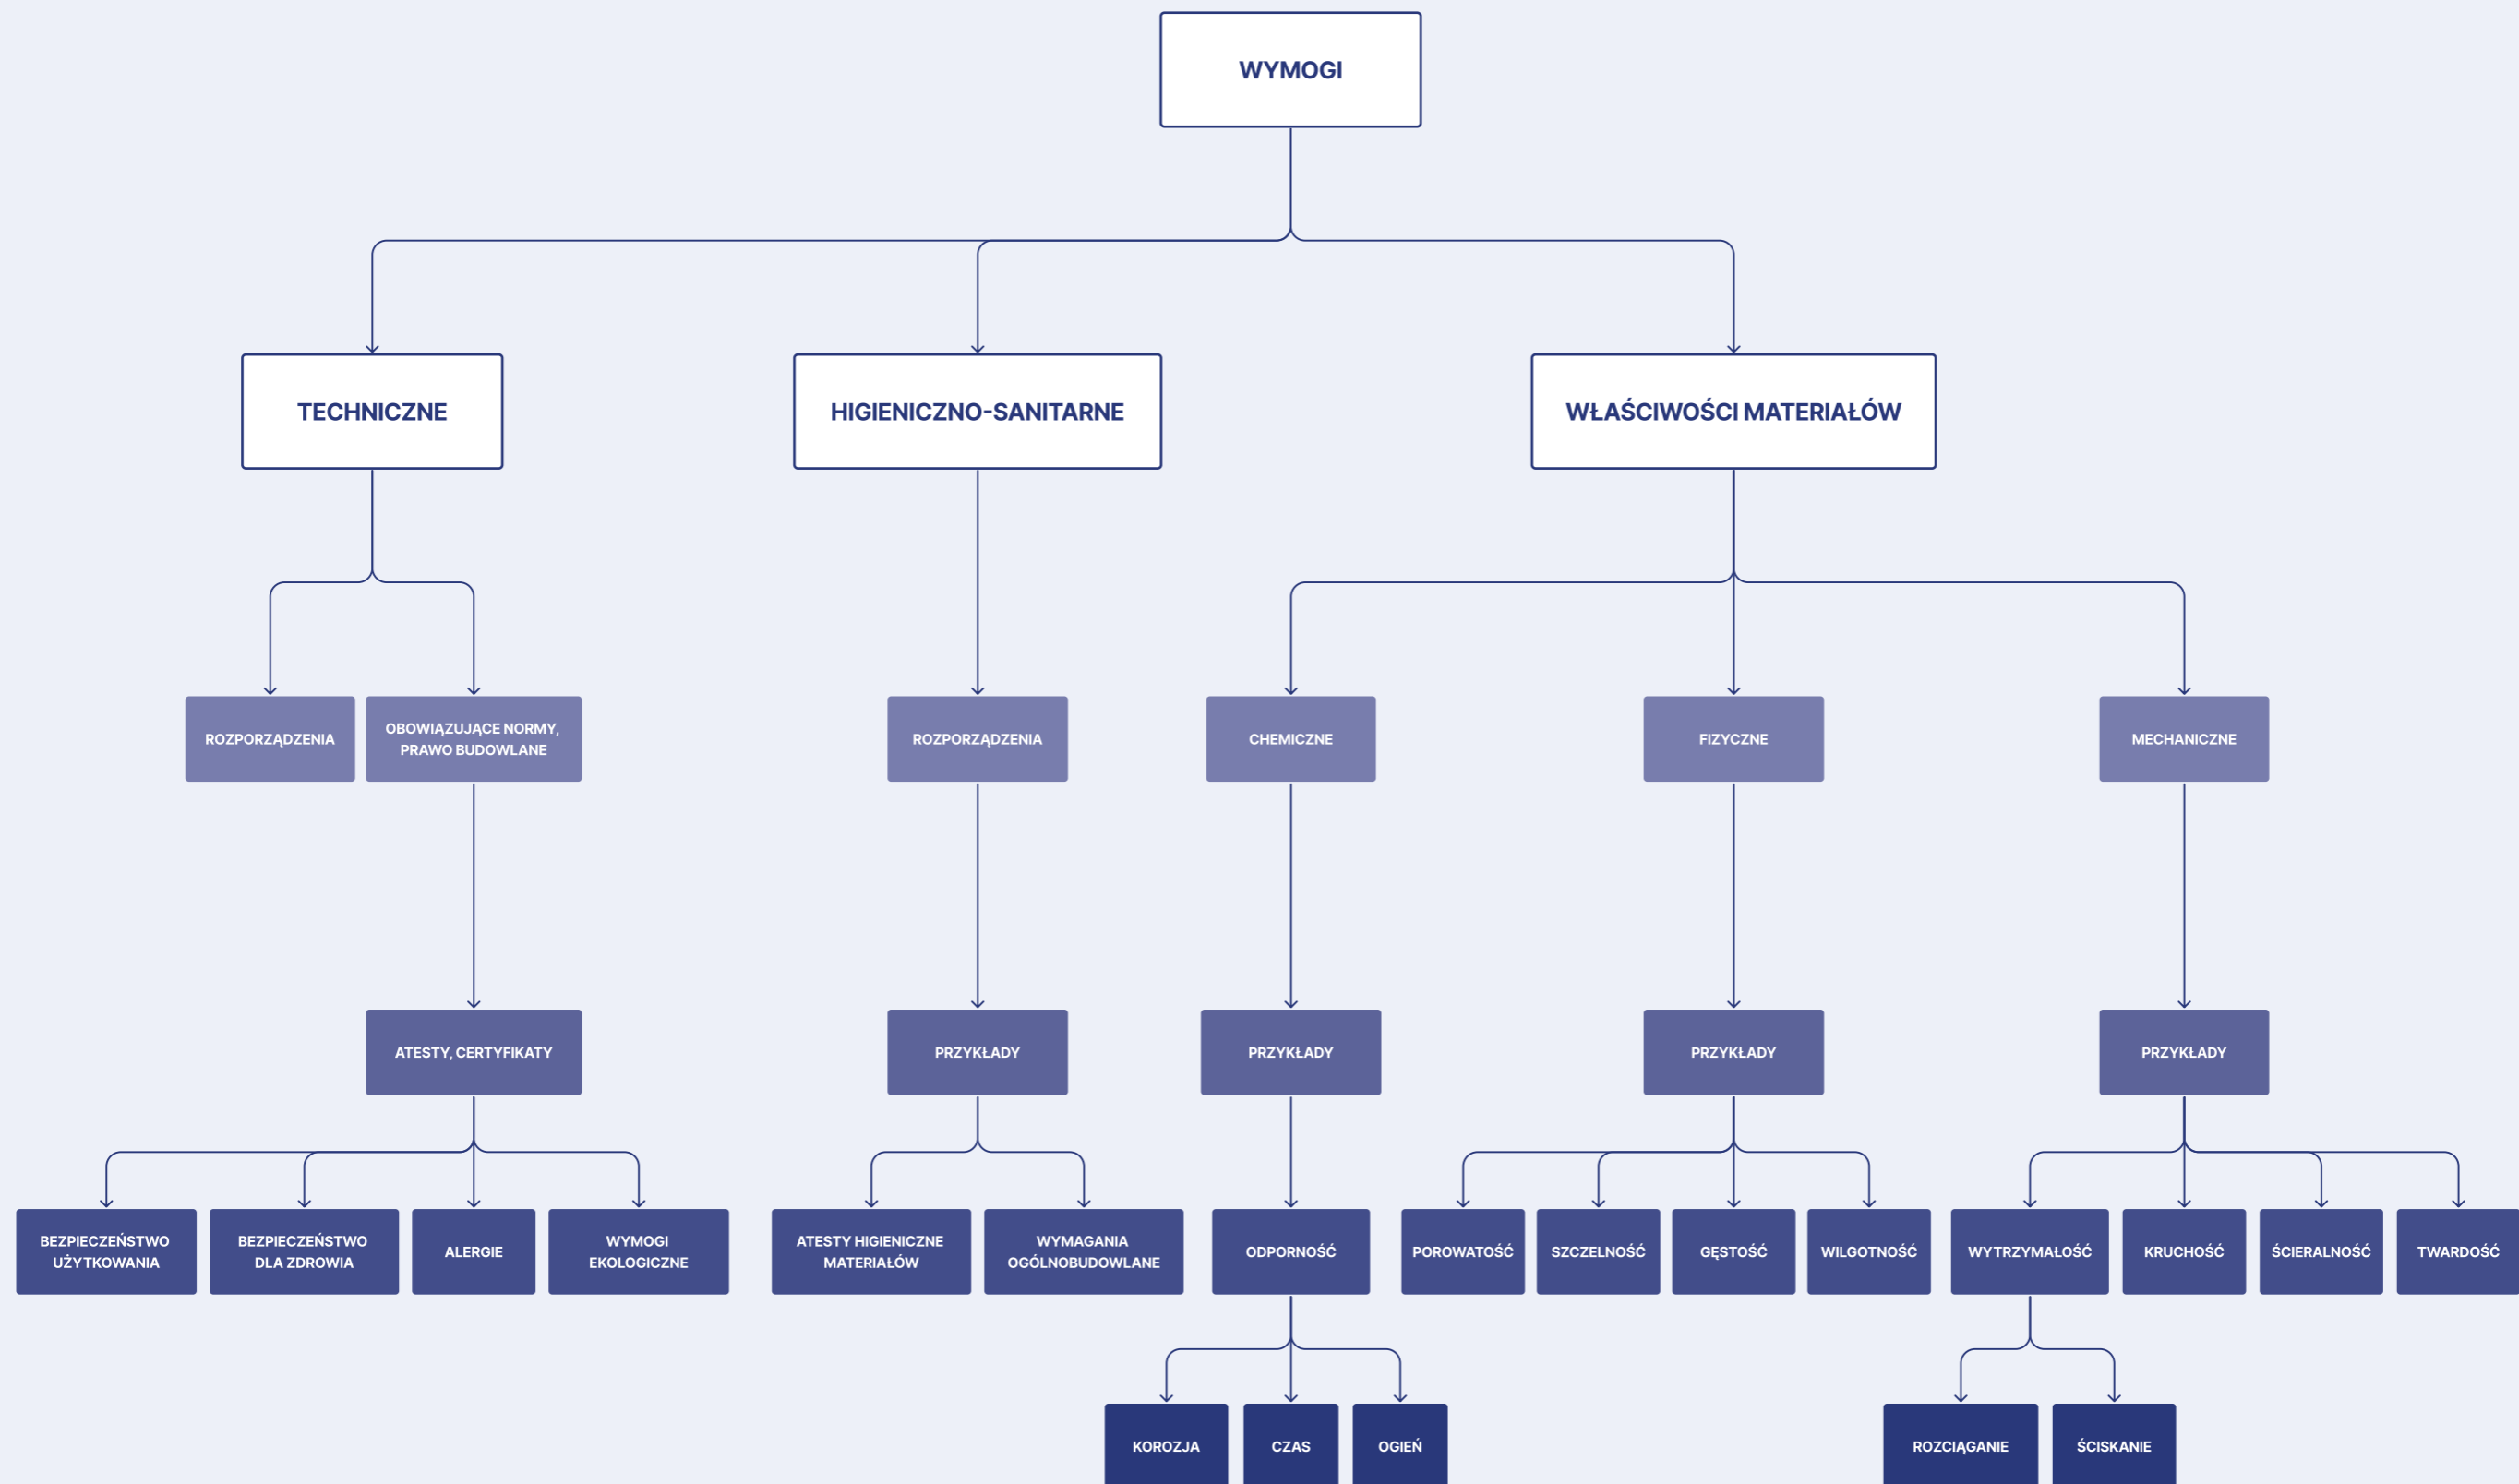 WYMOGI
TECHNICZNE
HIGIENICZNO-SANITARNE
WŁAŚCIWOŚCI MATERIAŁÓW
ROZPORZĄDZENIA
OBOWIĄZUJĄCE NORMY,
PRAWO BUDOWLANE
ROZPORZĄDZENIA
CHEMICZNE
FIZYCZNE
MECHANICZNE
ATESTY, CERTYFIKATY
PRZYKŁADY
PRZYKŁADY
PRZYKŁADY
PRZYKŁADY
BEZPIECZEŃSTWO
UŻYTKOWANIA
BEZPIECZEŃSTWO
DLA ZDROWIA
ALERGIE
WYMOGI
EKOLOGICZNE
ATESTY HIGIENICZNE
MATERIAŁÓW
WYMAGANIA
OGÓLNOBUDOWLANE
ODPORNOŚĆ
POROWATOŚĆ
SZCZELNOŚĆ
GĘSTOŚĆ
WILGOTNOŚĆ
WYTRZYMAŁOŚĆ
KRUCHOŚĆ
ŚCIERALNOŚĆ
TWARDOŚĆ
KOROZJA
CZAS
OGIEŃ
ROZCIĄGANIE
ŚCISKANIE